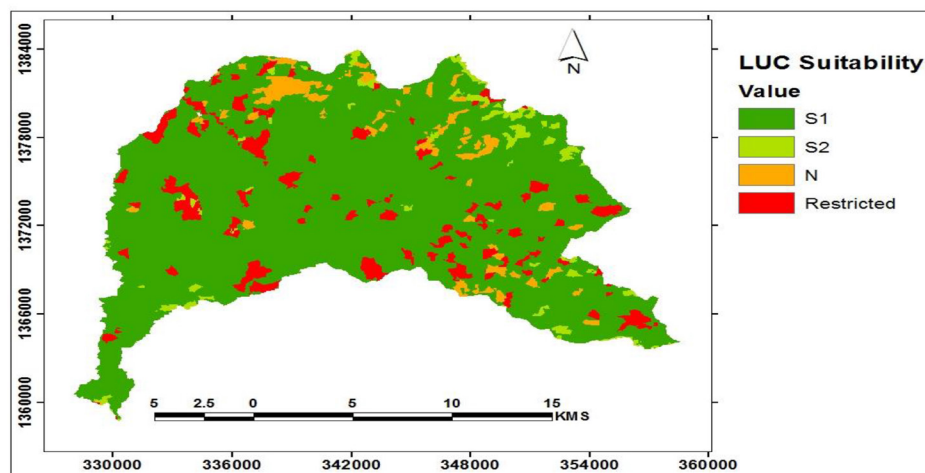 1384000
1378000
1372000
1366000
1360000
N
5 2.5 0 5 10 15
KMS
330000 336000 342000 348000 354000 360000
LUC Suitability
Value
S1
S2
N
Restricted